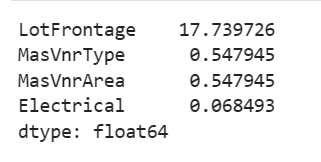 LotFrontage 17.739726
MasVnrType 0.547945
MasVnrArea 0.547945
Electrical 0.068493
dtype: float64